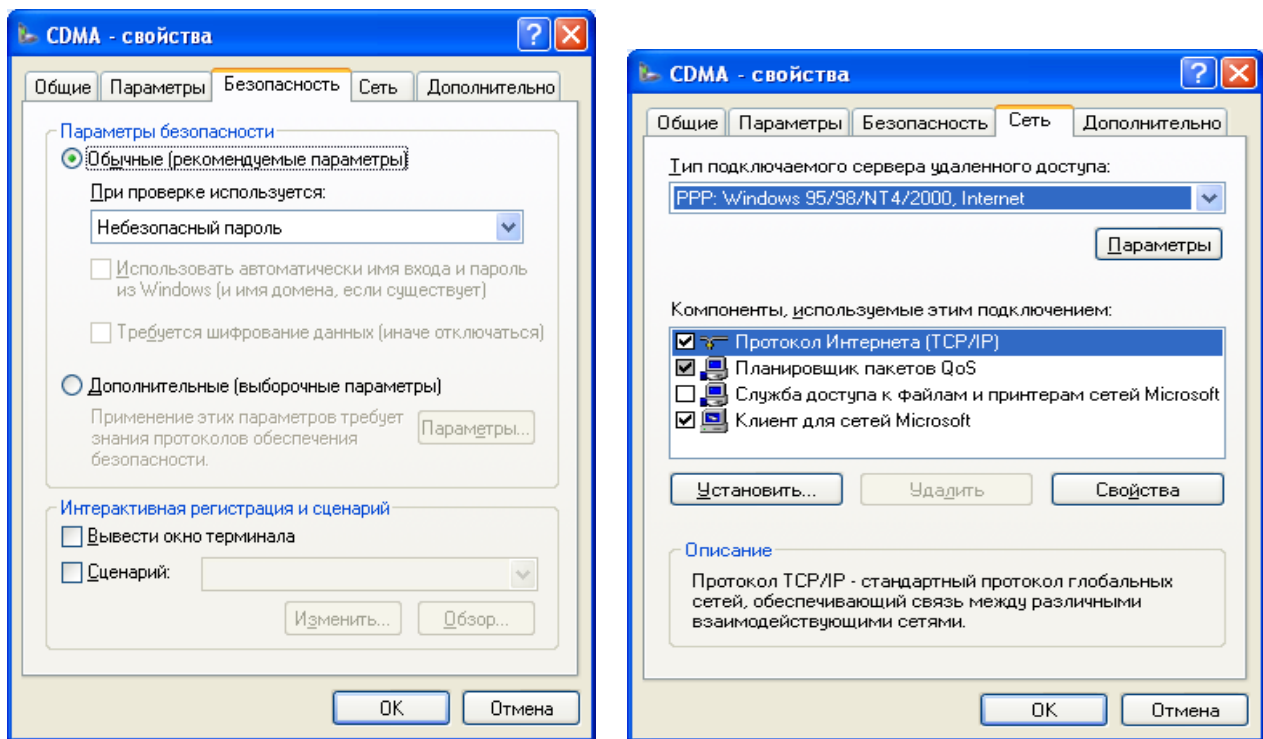 CDMA - свойства
Общие Параметры Безопасность Сеть Дополнительно
Параметры безопасности
Обычные (рекомендуемые параметры)
При проверке используется:
Небезопасный пароль
Использовать автоматически имя входа и пароль
из Windows (и имя домена, если существует)
Требуется шифрование данных (иначе отключаться)
Дополнительные (выборочные параметры)
Применение этих параметров требует
знания протоколов обеспечения
безопасности.
Параметры...
Интерактивная регистрация и сценарий
Вывести окно терминала
Сценарий:
Изменить... Обзор...
OK Отмена
CDMA - свойства
Общие Параметры Безопасность Сеть Дополнительно
Тип подключаемого сервера удаленного доступа:
PPP: Windows 95/98/NT4/2000, Internet
Параметры
Компоненты, используемые этим подключением:
Протокол Интернета (TCP/IP)
Планировщик пакетов QoS
Служба доступа к файлам и принтерам сетей Microsoft
Клиент для сетей Microsoft
Установить... Удалить Свойства
Описание
Протокол TCP/IP - стандартный протокол глобальных
сетей, обеспечивающий связь между различными
взаимодействующими сетями.
OK Отмена